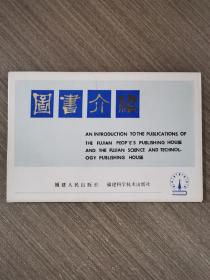 圖書介紹
AN INTRODUCTION TO THE PUBLICATIONS OF
THE FUJIAN PEOP'E'S PUBLISHING HOUSE
AND THE FUJIAN SCIENCE AND TECHNOL-
OGY PUBLISHING HOUSE
福建人民出版社 福建科学技术出版社